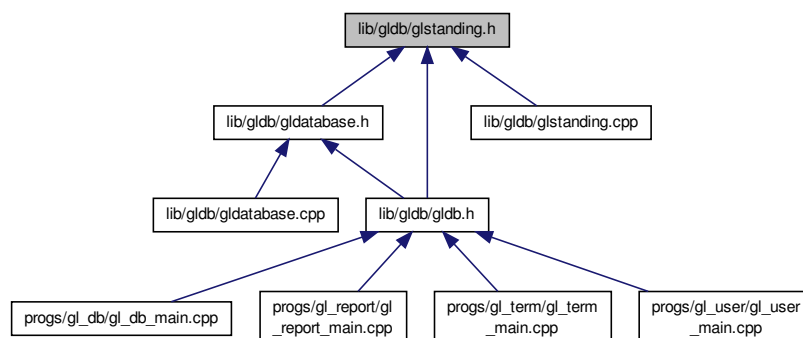 lib/gldb/glstanding.h
lib/gldb/gldatabase.h
lib/gldb/glstanding.cpp
lib/gldb/gldatabase.cpp
lib/gldb/gldb.h
progs/gl_db/gl_db_main.cpp
progs/gl_report/gl
_report_main.cpp
progs/gl_term/gl_term
_main.cpp
progs/gl_user/gl_user
_main.cpp